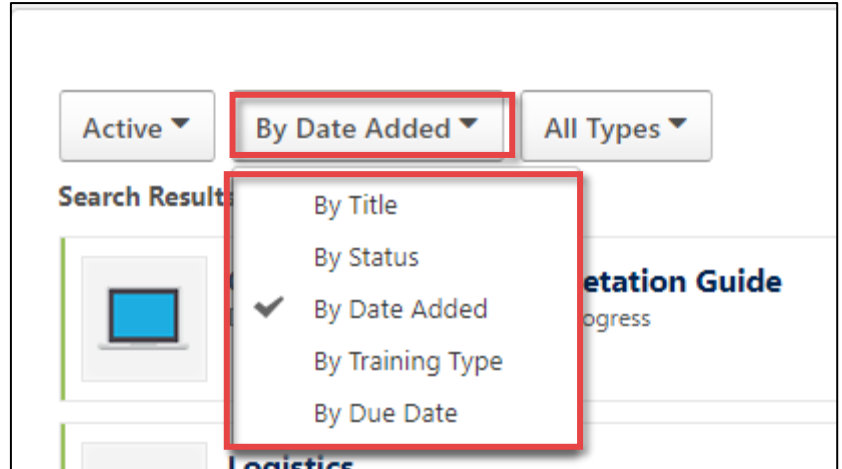 Active By Date Added All Types
Search Results
By Title
By Status
By Date Added
By Training Type
By Due Date
etation Guide
ogress
Logistics